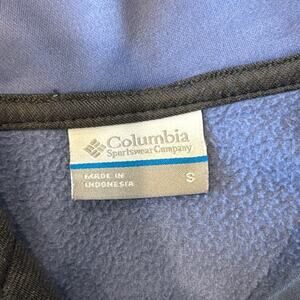 Columbia
Sportswear Company
MADE IN
INDONESIA
S